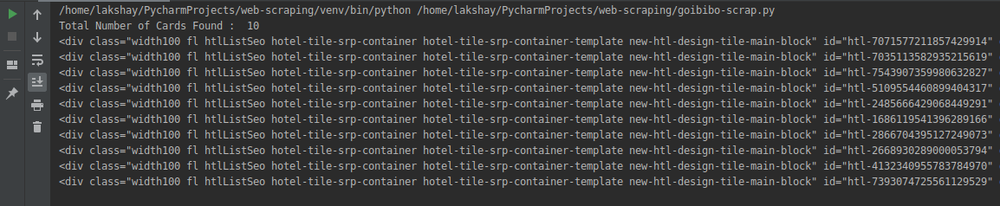 /home/lakshay/PycharmProjects/web-scraping/venv/bin/python /home/lakshay/PycharmProjects/web-scraping/goibibo-scrap.py
Total Number of Cards Found :  10
<div class="width100 fl htlListSeo hotel-tile-srp-container hotel-tile-srp-container-template new-htl-design-tile-main-block" id="htl-7071577211857429914"
<div class="width100 fl htlListSeo hotel-tile-srp-container hotel-tile-srp-container-template new-htl-design-tile-main-block" id="htl-7035113582935215619"
<div class="width100 fl htlListSeo hotel-tile-srp-container hotel-tile-srp-container-template new-htl-design-tile-main-block" id="htl-7543907359980632827"
<div class="width100 fl htlListSeo hotel-tile-srp-container hotel-tile-srp-container-template new-htl-design-tile-main-block" id="htl-5109554460899404317"
<div class="width100 fl htlListSeo hotel-tile-srp-container hotel-tile-srp-container-template new-htl-design-tile-main-block" id="htl-2485666429068449291"
<div class="width100 fl htlListSeo hotel-tile-srp-container hotel-tile-srp-container-template new-htl-design-tile-main-block" id="htl-1686119541396289166"
<div class="width100 fl htlListSeo hotel-tile-srp-container hotel-tile-srp-container-template new-htl-design-tile-main-block" id="htl-2866704395127249073"
<div class="width100 fl htlListSeo hotel-tile-srp-container hotel-tile-srp-container-template new-htl-design-tile-main-block" id="htl-2668930289000053794"
<div class="width100 fl htlListSeo hotel-tile-srp-container hotel-tile-srp-container-template new-htl-design-tile-main-block" id="htl-4132340955783784970"
<div class="width100 fl htlListSeo hotel-tile-srp-container hotel-tile-srp-container-template new-htl-design-tile-main-block" id="htl-7393074725561129529"